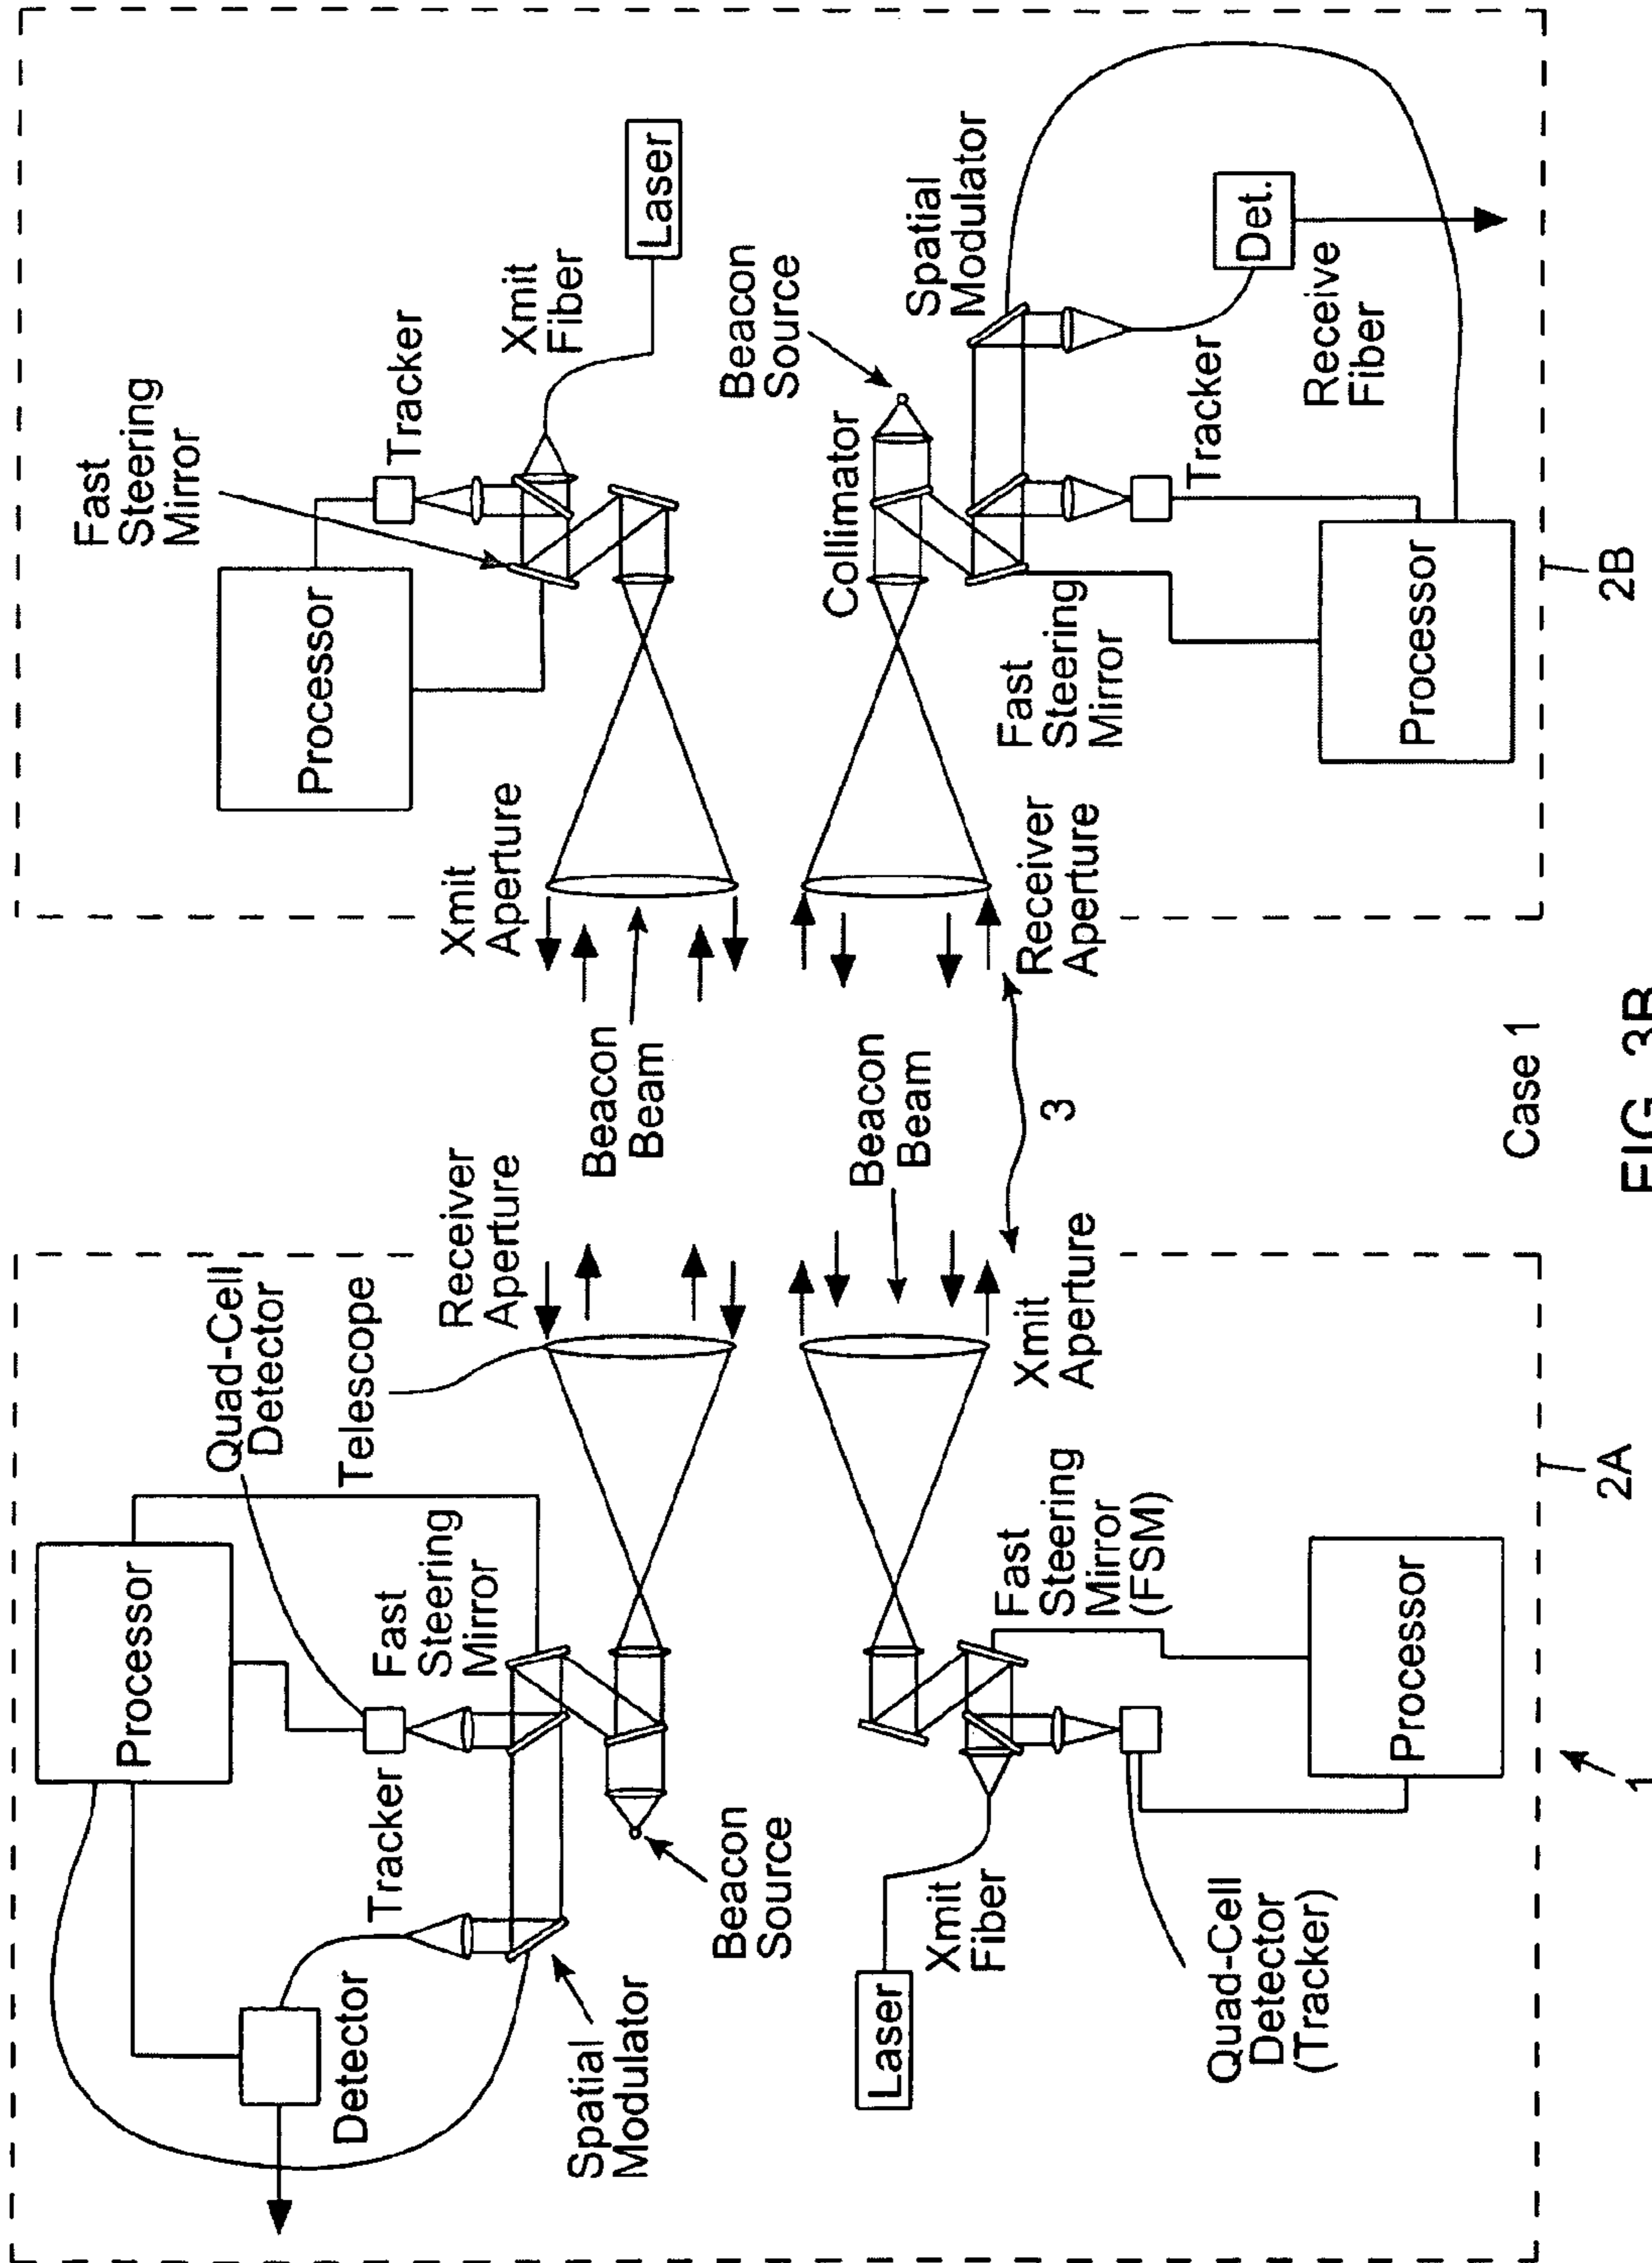 Processor
Quad-Cell
Detector
Telescope
Fast
Steering
Mirror
Tracker
Detector
Spatial
Modulator
Beacon
Source
Receiver
Aperture
Beacon
Beam
Xmit
Aperture
Processor
Fast
Steering
Mirror
Tracker
Xmit
Fiber
Laser
Laser
Xmit
Fiber
Quad-Cell
Detector
(Tracker)
Fast
Steering
Mirror
(FSM)
Processor
Xmit
Aperture
Beacon
Beam
3
Receiver
Aperture
Collimator
Beacon
Source
Spatial
Modulator
Fast
Steering
Mirror
Tracker
Receive
Fiber
Det.
Processor
1
2A
2B
Case 1
FIG. 3B